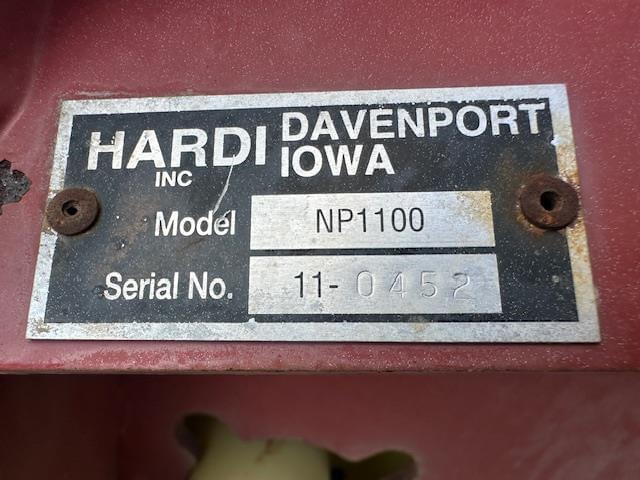 HARDI INC
DAVENPORT
IOWA
Model NP1100
Serial No. 11-0452